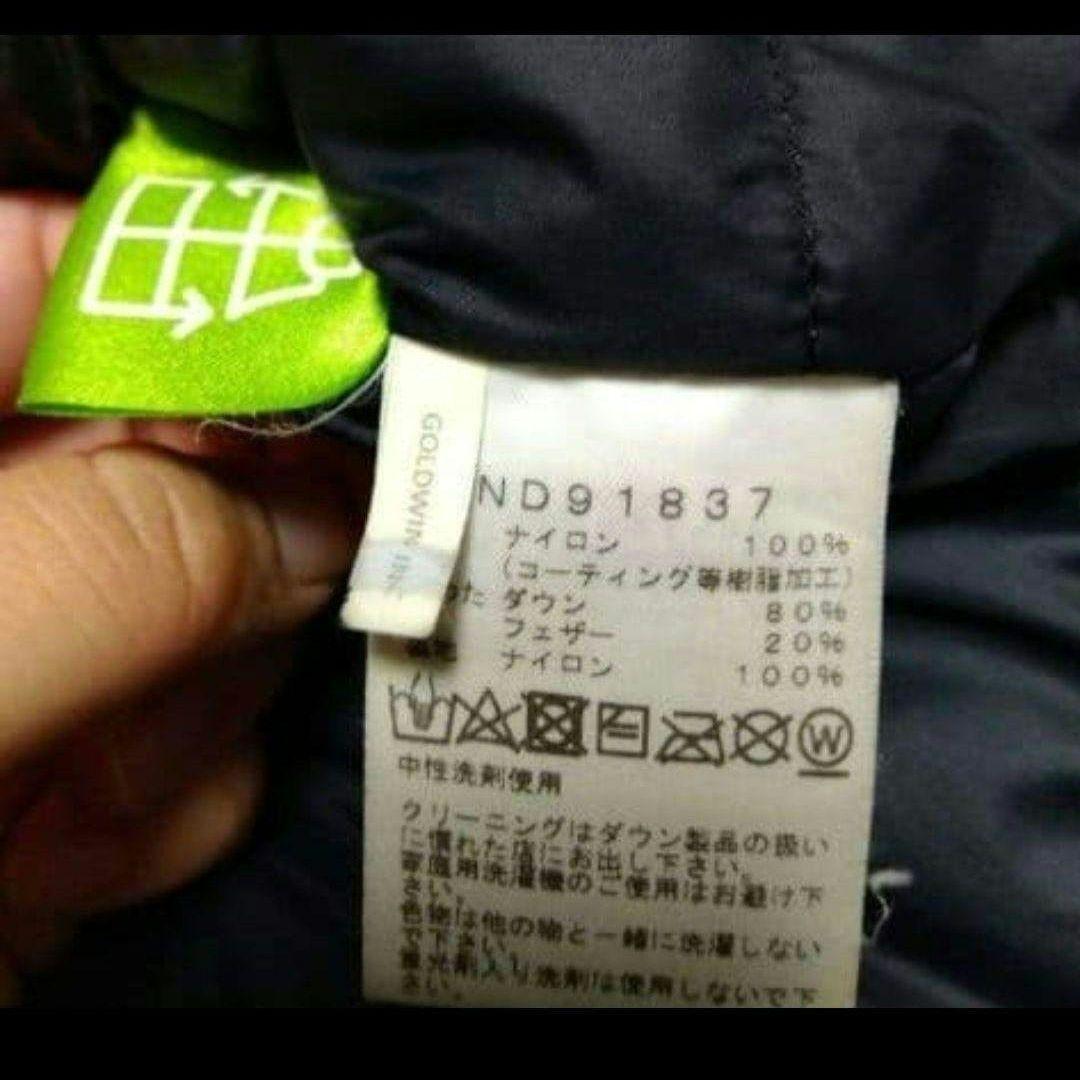 GOLDWIN INC
ND91837
ナイロン 100%
(コーティング等樹脂加工)
ダウン 80%
フェザー 20%
ナイロン 100%
W
中性洗剤使用
クリーニングはダウン製品の扱い
に慣れた店にお出し下さい。
家庭用洗濯機のご使用はお避け下
さい。
色物は他の物と一緒に洗濯しない
で下さい。
蛍光剤入り洗剤は使用しないで下
さい。